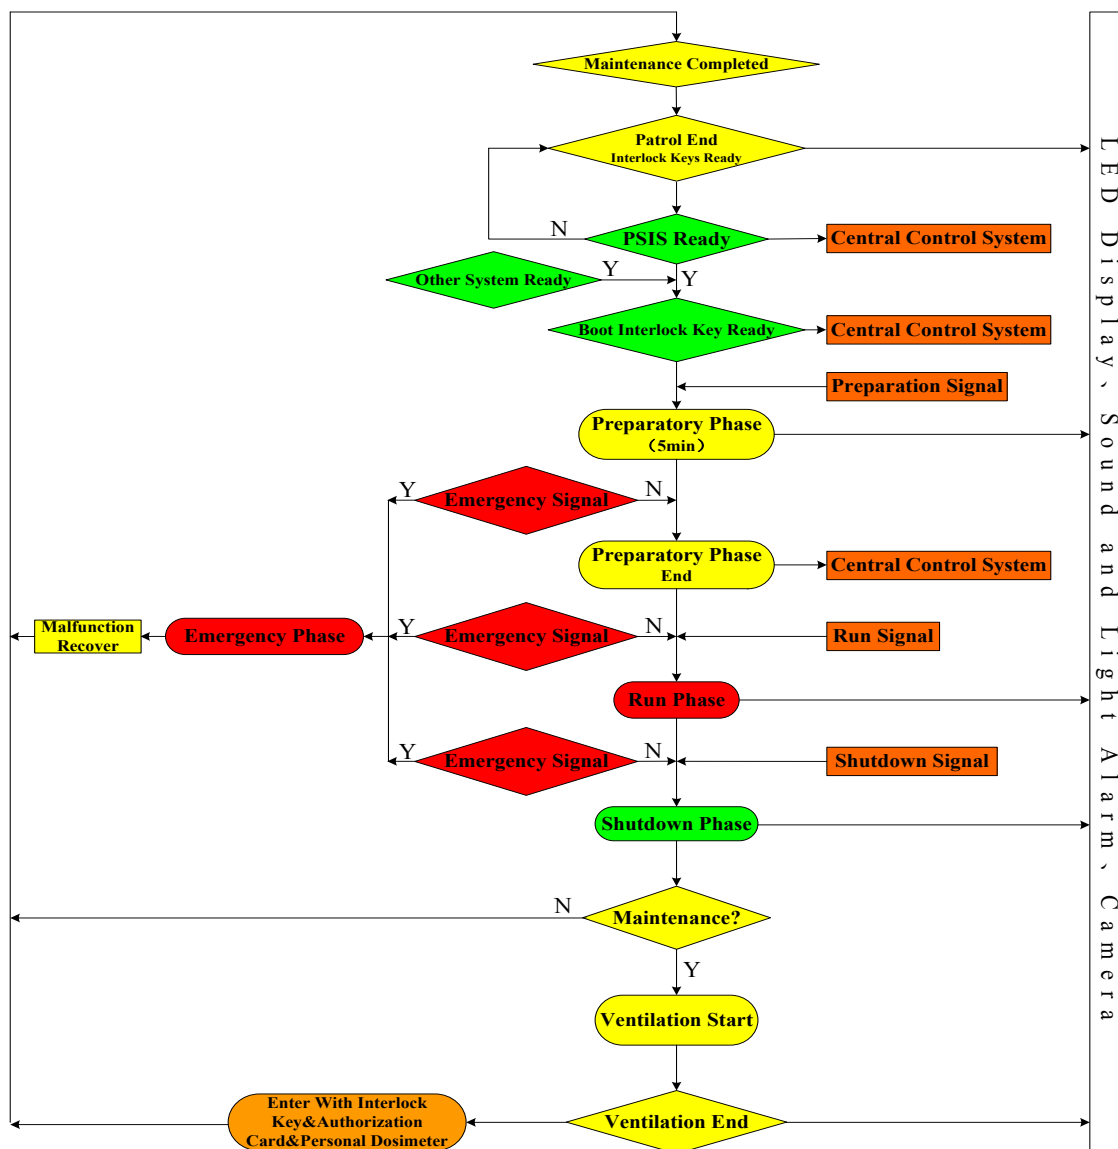 Maintenance Completed
Patrol End
Interlock Keys Ready
N
PSIS Ready
Central Control System
Other System Ready
Y
Y
Boot Interlock Key Ready
Central Control System
Preparation Signal
Preparatory Phase
（5min）
Y
Emergency Signal
N
Preparatory Phase
End
Central Control System
Malfunction
Recover
Emergency Phase
Y
Emergency Signal
N
Run Signal
Run Phase
Y
Emergency Signal
N
Shutdown Signal
Shutdown Phase
N
Maintenance?
Y
Ventilation Start
Enter With Interlock
Key&Authorization
Card&Personal Dosimeter
Ventilation End
LED Display、Sound and Light Alarm、Camera